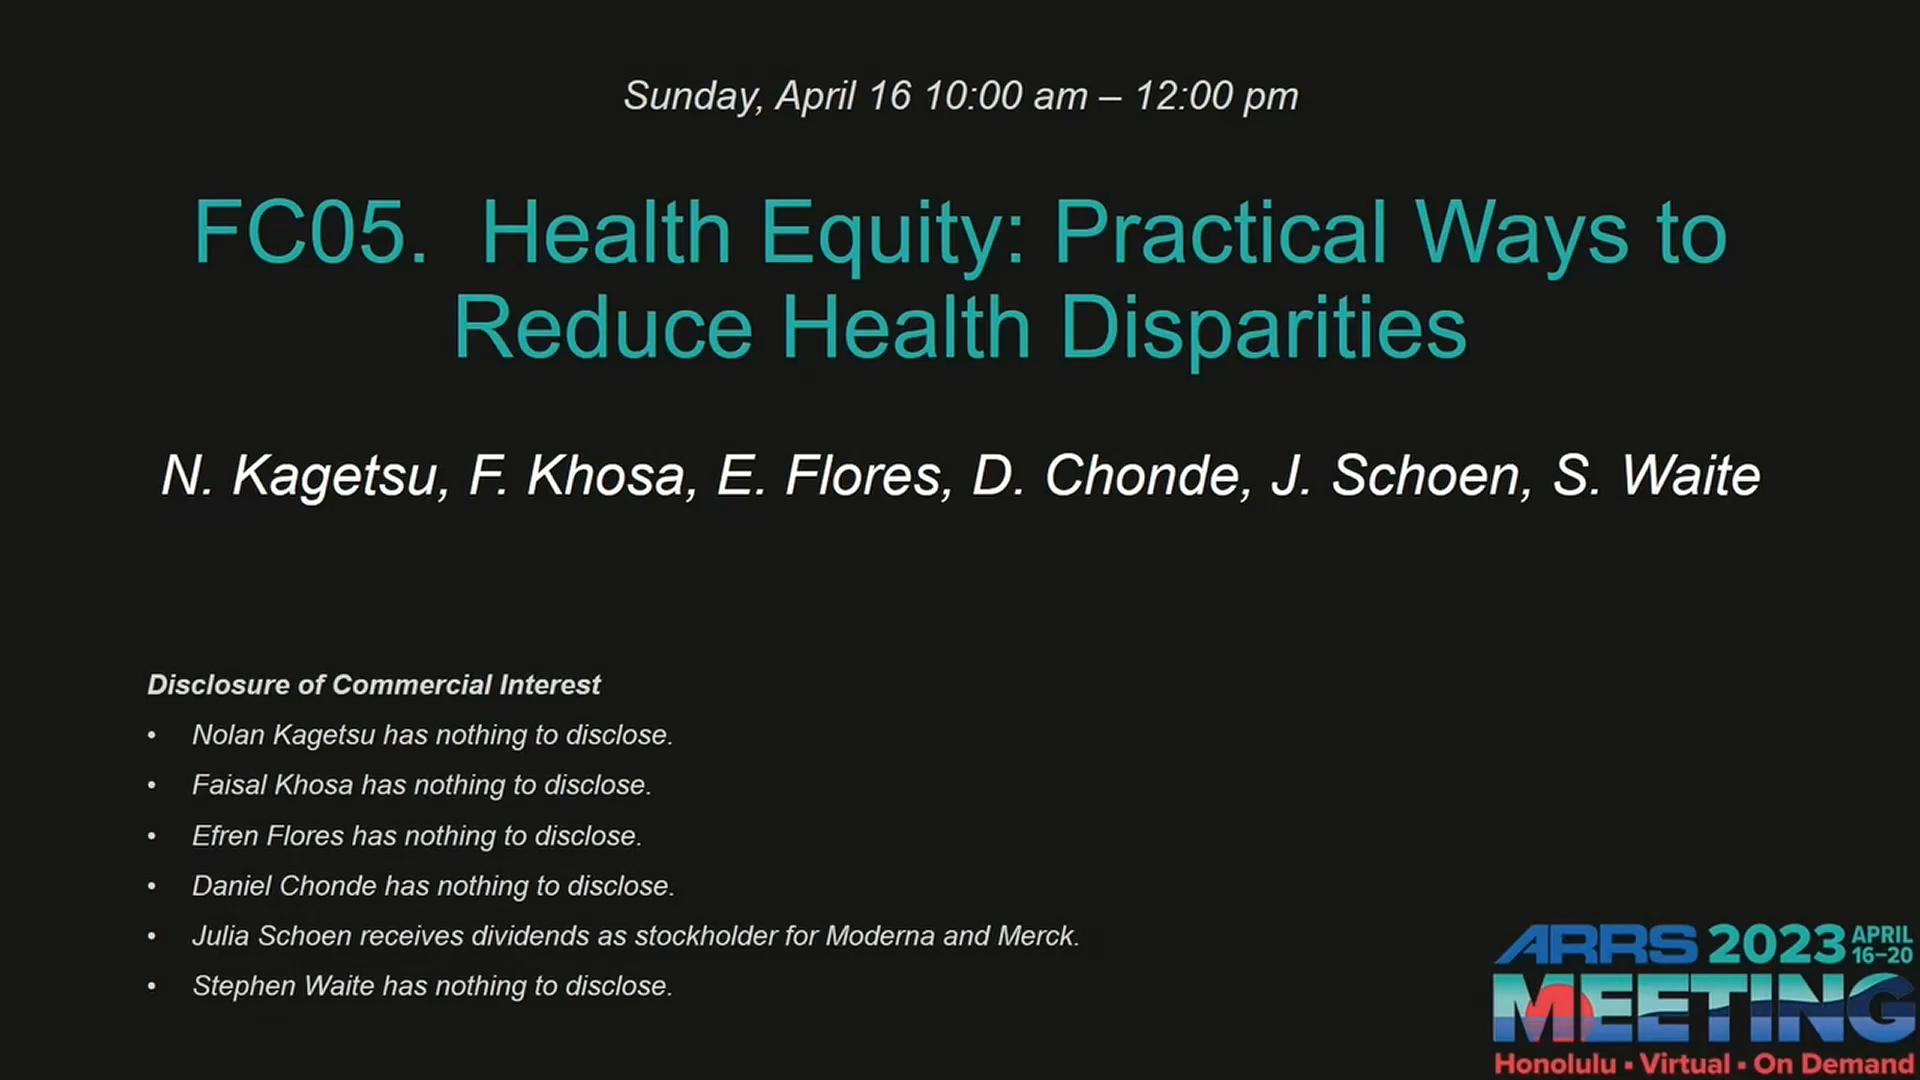 Sunday, April 16 10:00 am – 12:00 pm
FC05. Health Equity: Practical Ways to
Reduce Health Disparities
N. Kagetsu, F. Khosa, E. Flores, D. Chonde, J. Schoen, S. Waite
Disclosure of Commercial Interest
• Nolan Kagetsu has nothing to disclose.
• Faisal Khosa has nothing to disclose.
• Efren Flores has nothing to disclose.
• Daniel Chonde has nothing to disclose.
• Julia Schoen receives dividends as stockholder for Moderna and Merck.
• Stephen Waite has nothing to disclose.
ARRS 2023 APRIL 16–20
MEETING
Honolulu ▪ Virtual ▪ On Demand